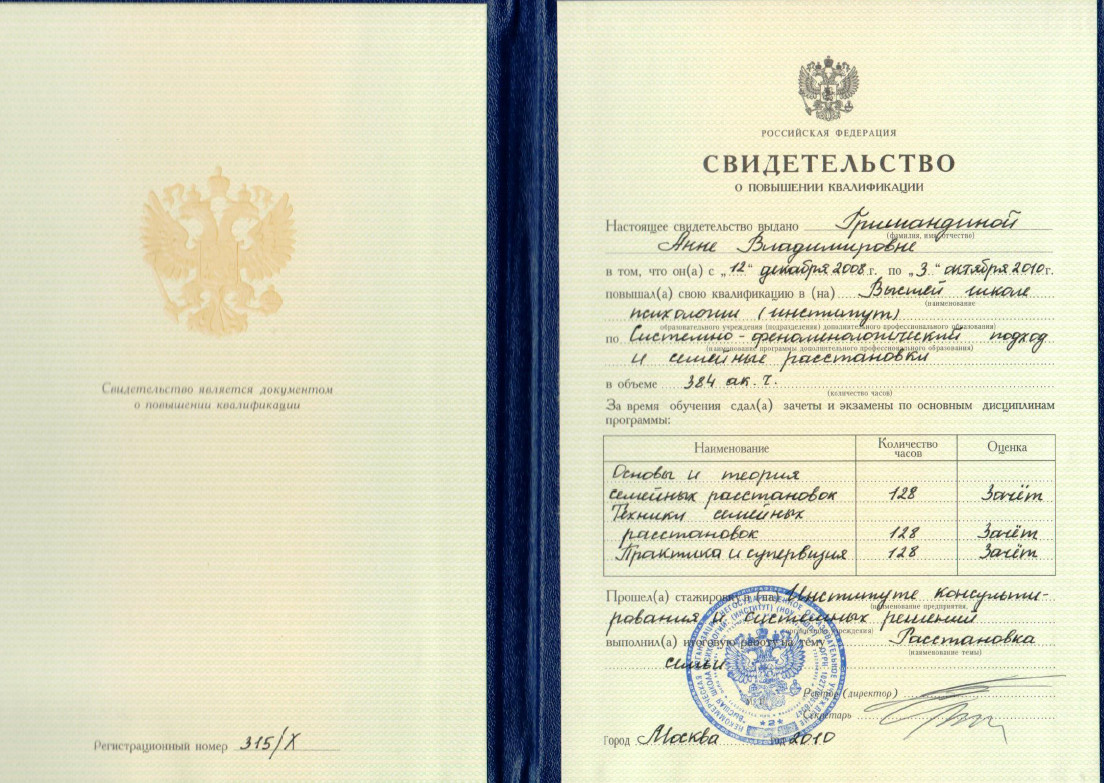 Свидетельство является документом
о повышении квалификации
Регистрационный номер 315/X
РОССИЙСКАЯ ФЕДЕРАЦИЯ
СВИДЕТЕЛЬСТВО
О ПОВЫШЕНИИ КВАЛИФИКАЦИИ
Настоящее свидетельство выдано Гримандиной
(фамилия, имя, отчество)
Анне Владимировне
в том, что он(а) с „12“ декабря 2008 г. по „3“ октября 2010 г.
повышал(а) свою квалификацию в (на) Высшей школе
(наименование
психологии (институт)
образовательного учреждения (подразделения) дополнительного профессионального образования)
по Системно-феноменологический подход
(наименование программы дополнительного профессионального образования)
и семейные расстановки
в объеме 384 ак. ч.
(количество часов)
За время обучения сдал(а) зачеты и экзамены по основным дисциплинам
программы:
Наименование Количество часов Оценка
Основы и теория
семейных расстановок 128 Зачёт
Техники семейных
расстановок 128 Зачёт
Практика и супервизия 128 Зачёт
Прошел(а) стажировку в (на) Институте консульти-
(наименование предприятия,
рования и системных решений
учреждения)
выполнил(а) итоговую работу на тему Расстановка
(наименование темы)
семьи
Ректор (директор)
Секретарь
Город Москва год 2010